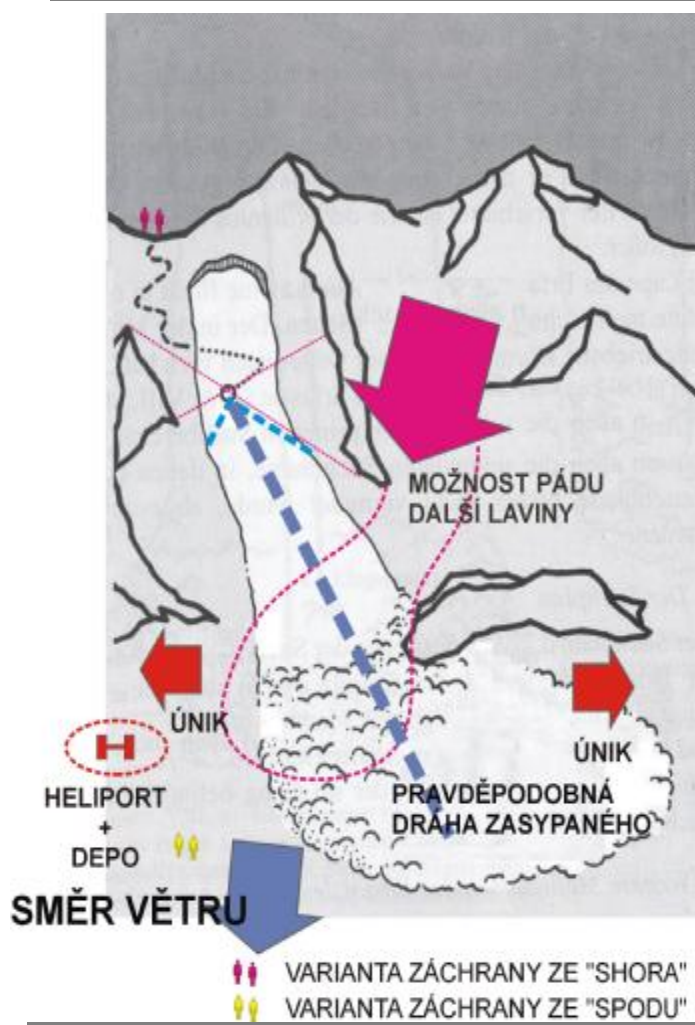 MOŽNOST PÁDU
DALŠÍ LAVINY
ÚNIK
ÚNIK
HELIPORT
+
DEPO
PRAVDĚPODOBNÁ
DRÁHA ZASYPANÉHO
SMĚR VĚTRU
VARIANTA ZÁCHRANY ZE "SHORA"
VARIANTA ZÁCHRANY ZE "SPODU"